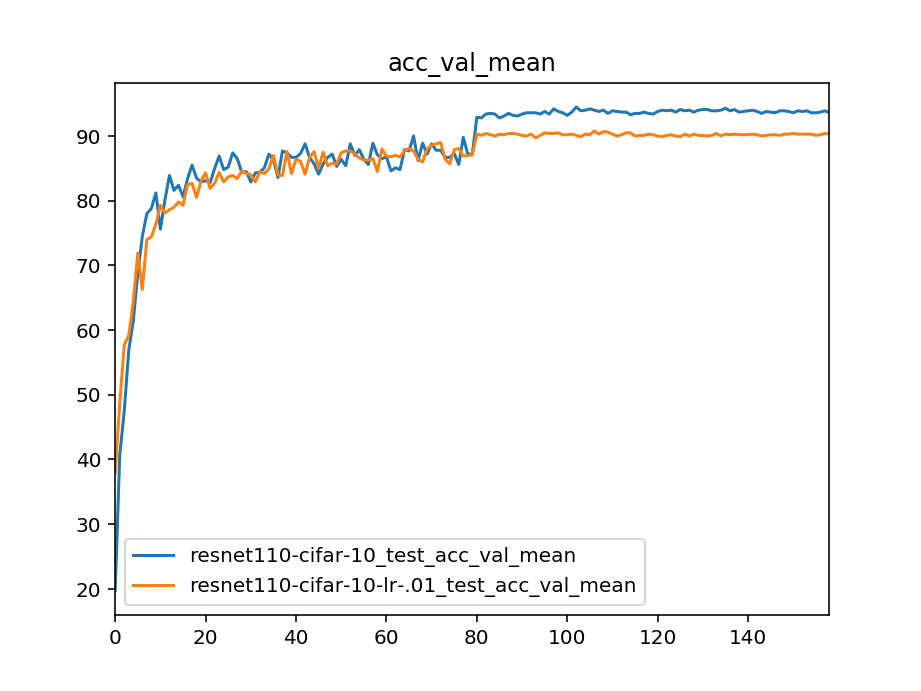 acc_val_mean
90
80
70
60
50
40
30
20
resnet110-cifar-10_test_acc_val_mean
resnet110-cifar-10-lr-.01_test_acc_val_mean
0 20 40 60 80 100 120 140